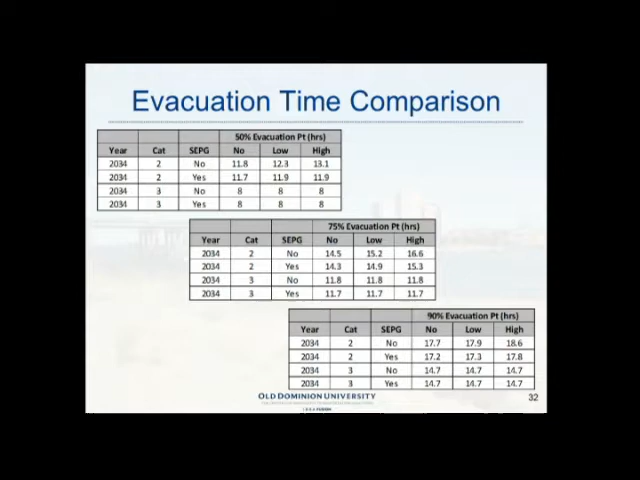 Evacuation Time Comparison
50% Evacuation Pt (hrs)
Year Cat SEPG No Low High
2034 2 No 11.8 12.3 13.1
2034 2 Yes 11.7 11.9 11.9
2034 3 No 8 8 8
2034 3 Yes 8 8 8
75% Evacuation Pt (hrs)
Year Cat SEPG No Low High
2034 2 No 14.5 15.2 16.6
2034 2 Yes 14.3 14.9 15.3
2034 3 No 11.8 11.8 11.8
2034 3 Yes 11.7 11.7 11.7
90% Evacuation Pt (hrs)
Year Cat SEPG No Low High
2034 2 No 17.7 17.9 18.6
2034 2 Yes 17.2 17.3 17.8
2034 3 No 14.7 14.7 14.7
2034 3 Yes 14.7 14.7 14.7
OLD DOMINION UNIVERSITY
32